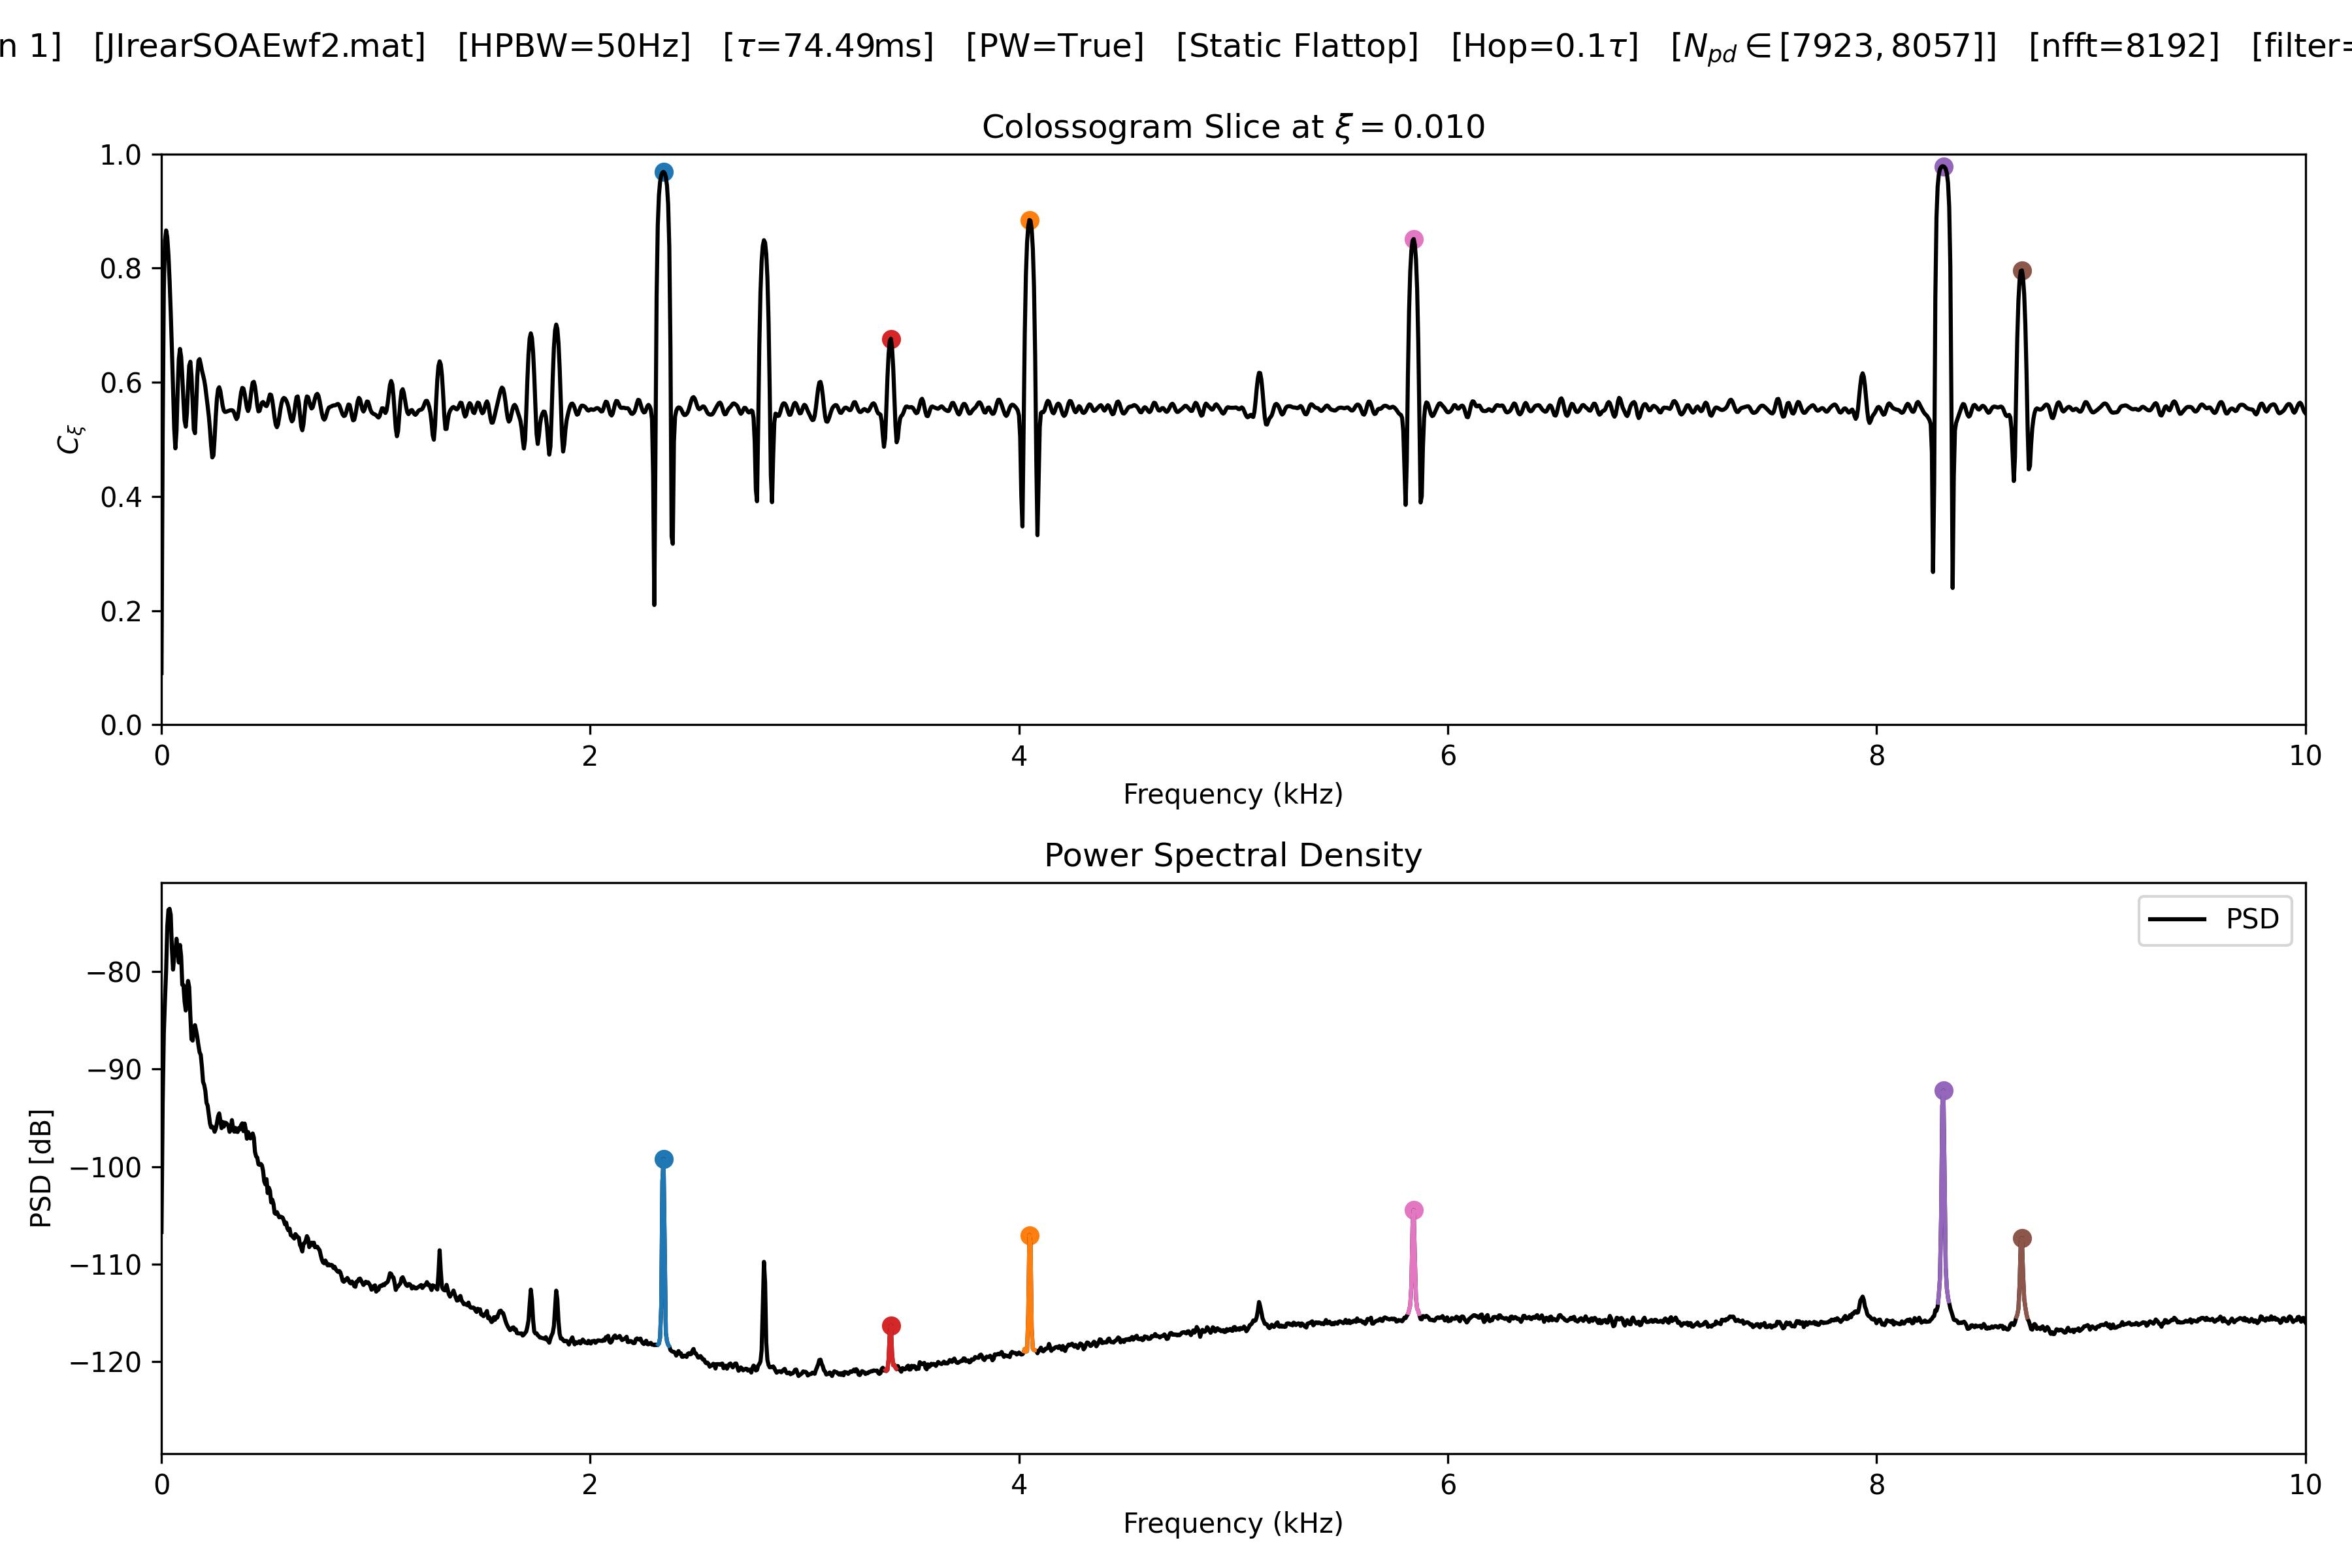 n 1] [JIrearSOAEwf2.mat] [HPBW=50Hz] [τ=74.49ms] [PW=True] [Static Flattop] [Hop=0.1τ] [N_pd ∈ [7923, 8057]] [nfft=8192] [filter=
Colossogram Slice at ξ = 0.010
1.0
0.8
0.6
0.4
0.2
0.0
C_ξ
0 2 4 6 8 10
Frequency (kHz)
Power Spectral Density
PSD
−80
−90
−100
−110
−120
PSD [dB]
0 2 4 6 8 10
Frequency (kHz)